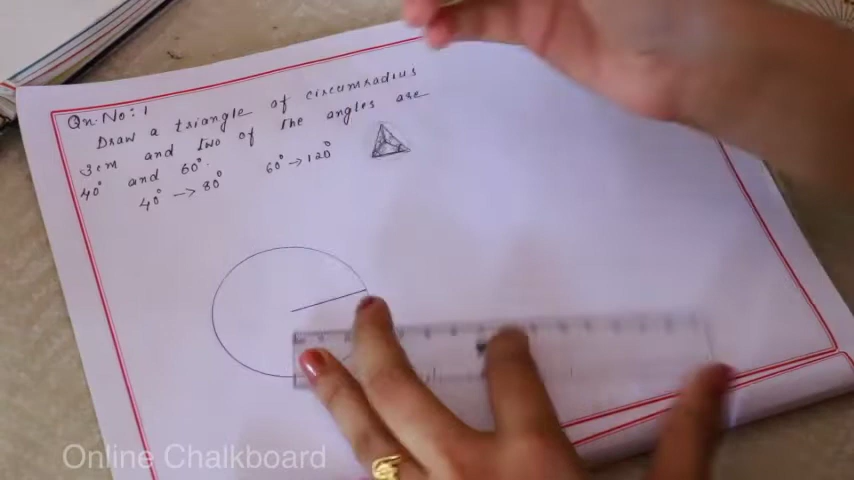 Qn.No: 1
Draw a triangle of circumradius
3cm and two of the angles are
40° and 60°.
40° → 80° 60° → 120°
Online Chalkboard